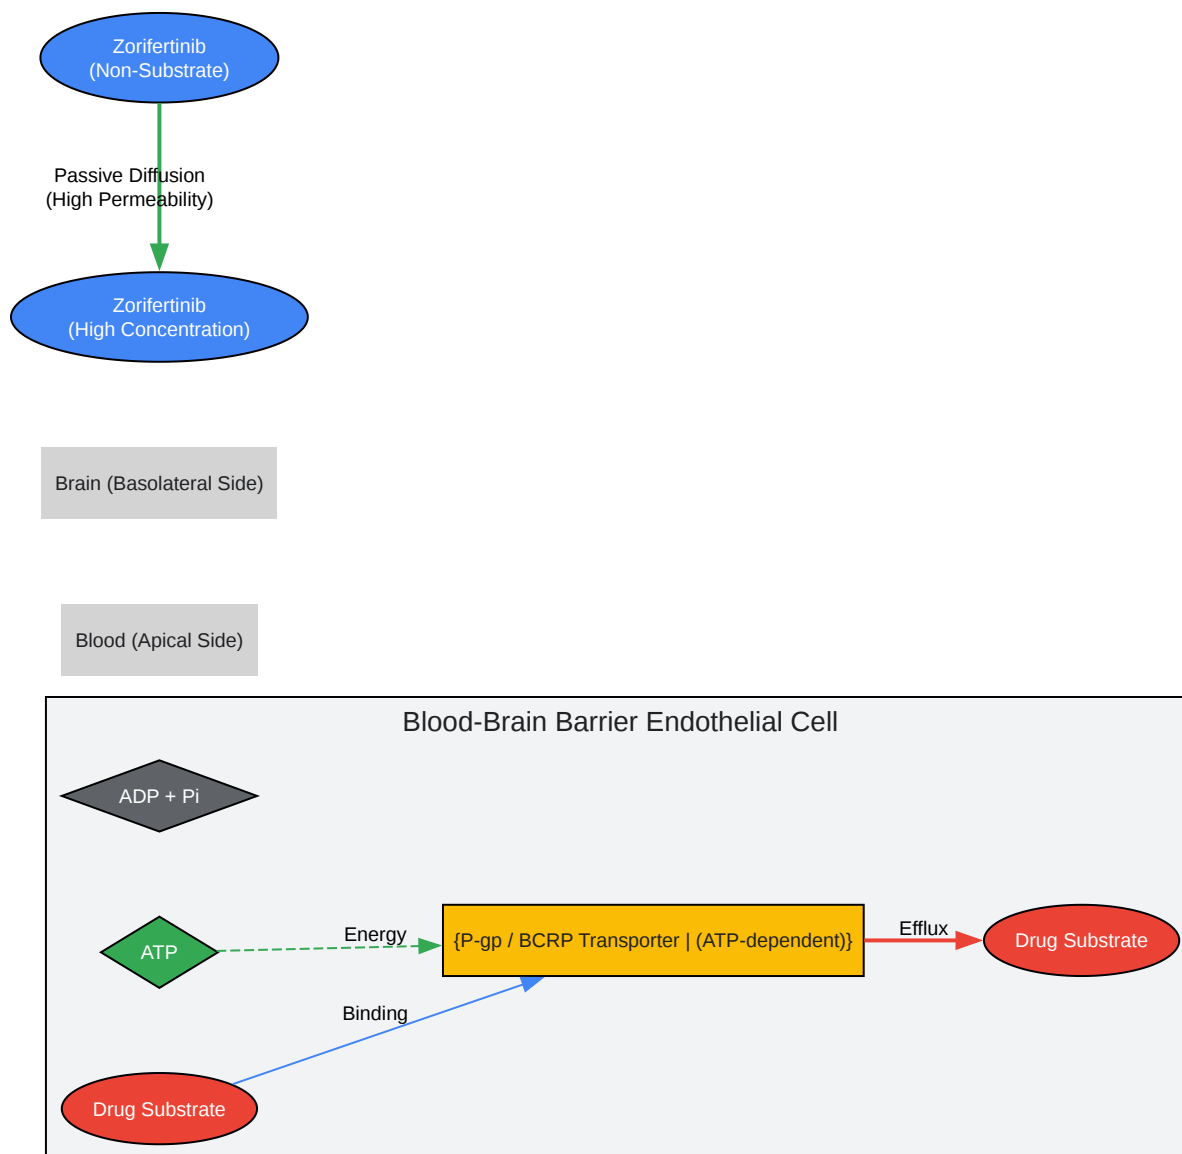 Zorifertinib
(Non-Substrate)
Passive Diffusion
(High Permeability)
Zorifertinib
(High Concentration)
Brain (Basolateral Side)
Blood (Apical Side)
Blood-Brain Barrier Endothelial Cell
ADP + Pi
ATP
Energy
{P-gp / BCRP Transporter | (ATP-dependent)}
Efflux
Drug Substrate
Binding
Drug Substrate